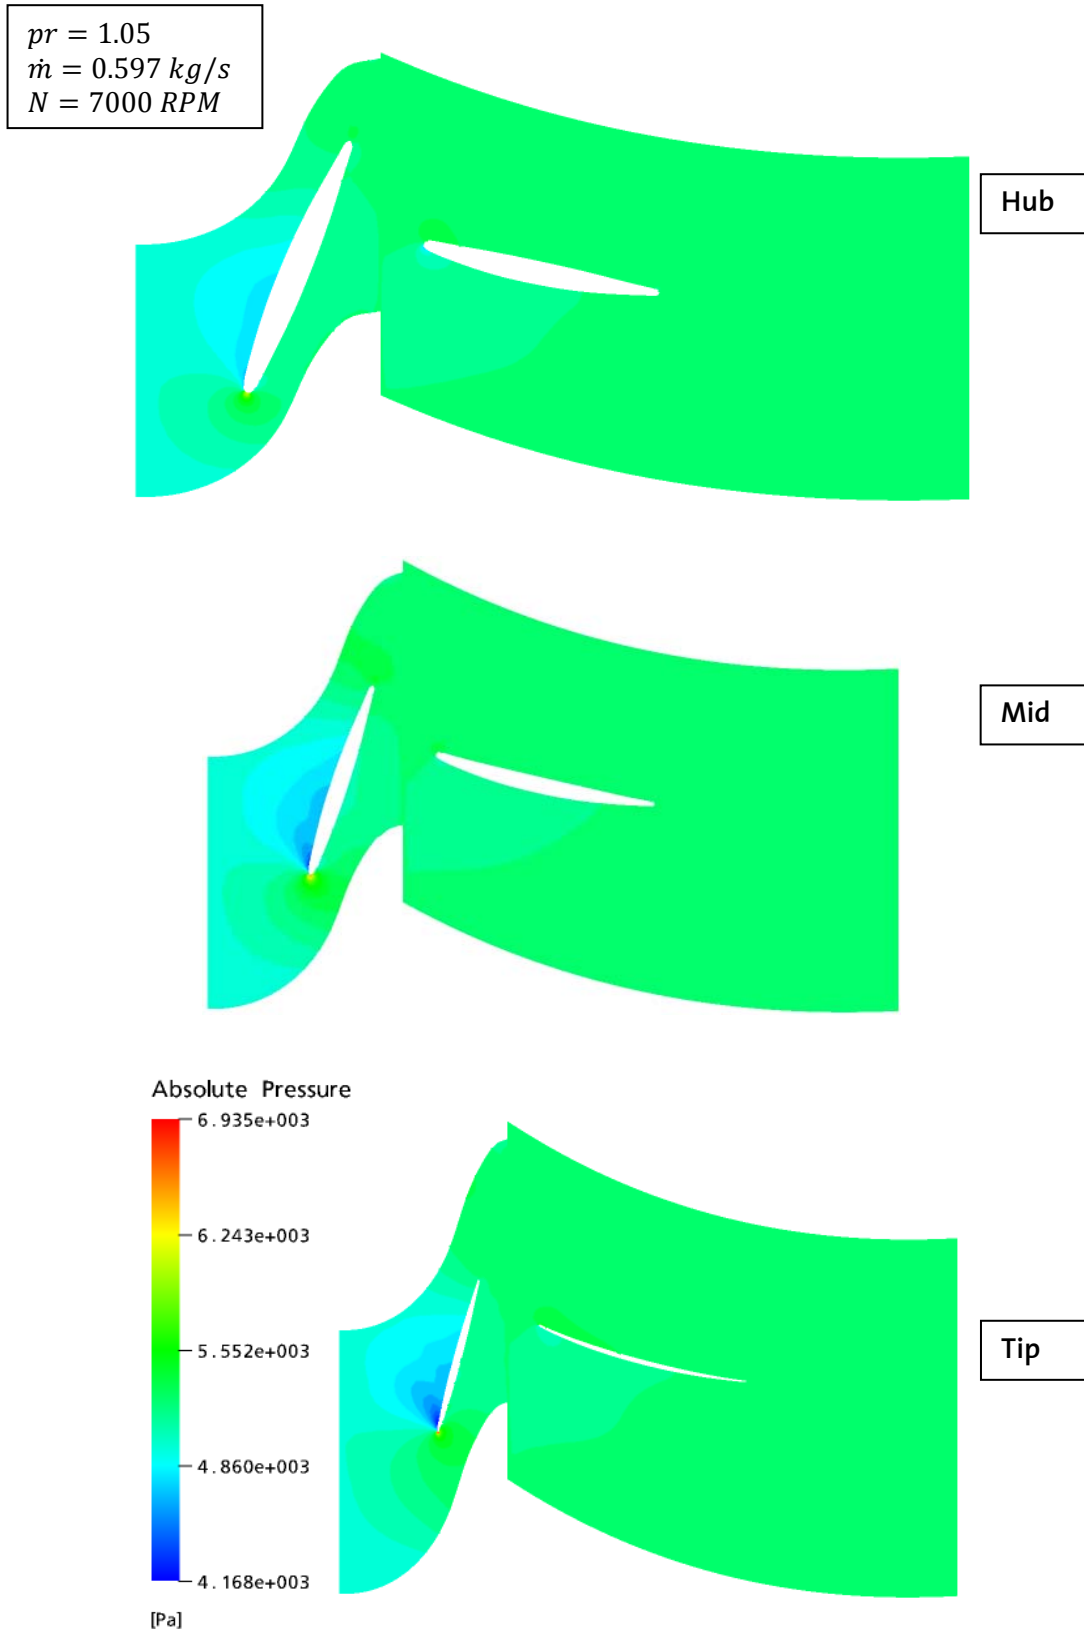 pr = 1.05
ṁ = 0.597 kg/s
N = 7000 RPM
Hub
Mid
Absolute Pressure
6.935e+003
6.243e+003
5.552e+003
4.860e+003
4.168e+003
[Pa]
Tip